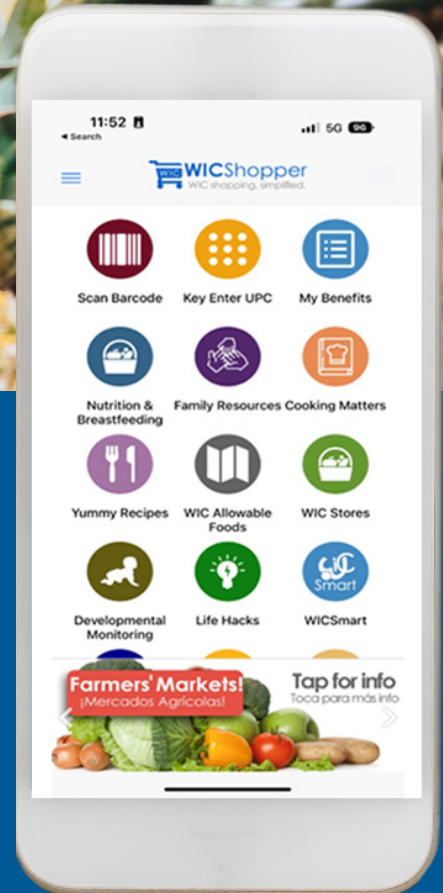 11:52
5G 96
Search
WIC WICShopper
WIC shopping, simplified.
Scan Barcode
Key Enter UPC
My Benefits
Nutrition &
Breastfeeding
Family Resources
Cooking Matters
Yummy Recipes
WIC Allowable
Foods
WIC Stores
WIC
Smart
Developmental
Monitoring
Life Hacks
WICSmart
Farmers' Markets!
¡Mercados Agrícolas!
Tap for info
Toca para más info